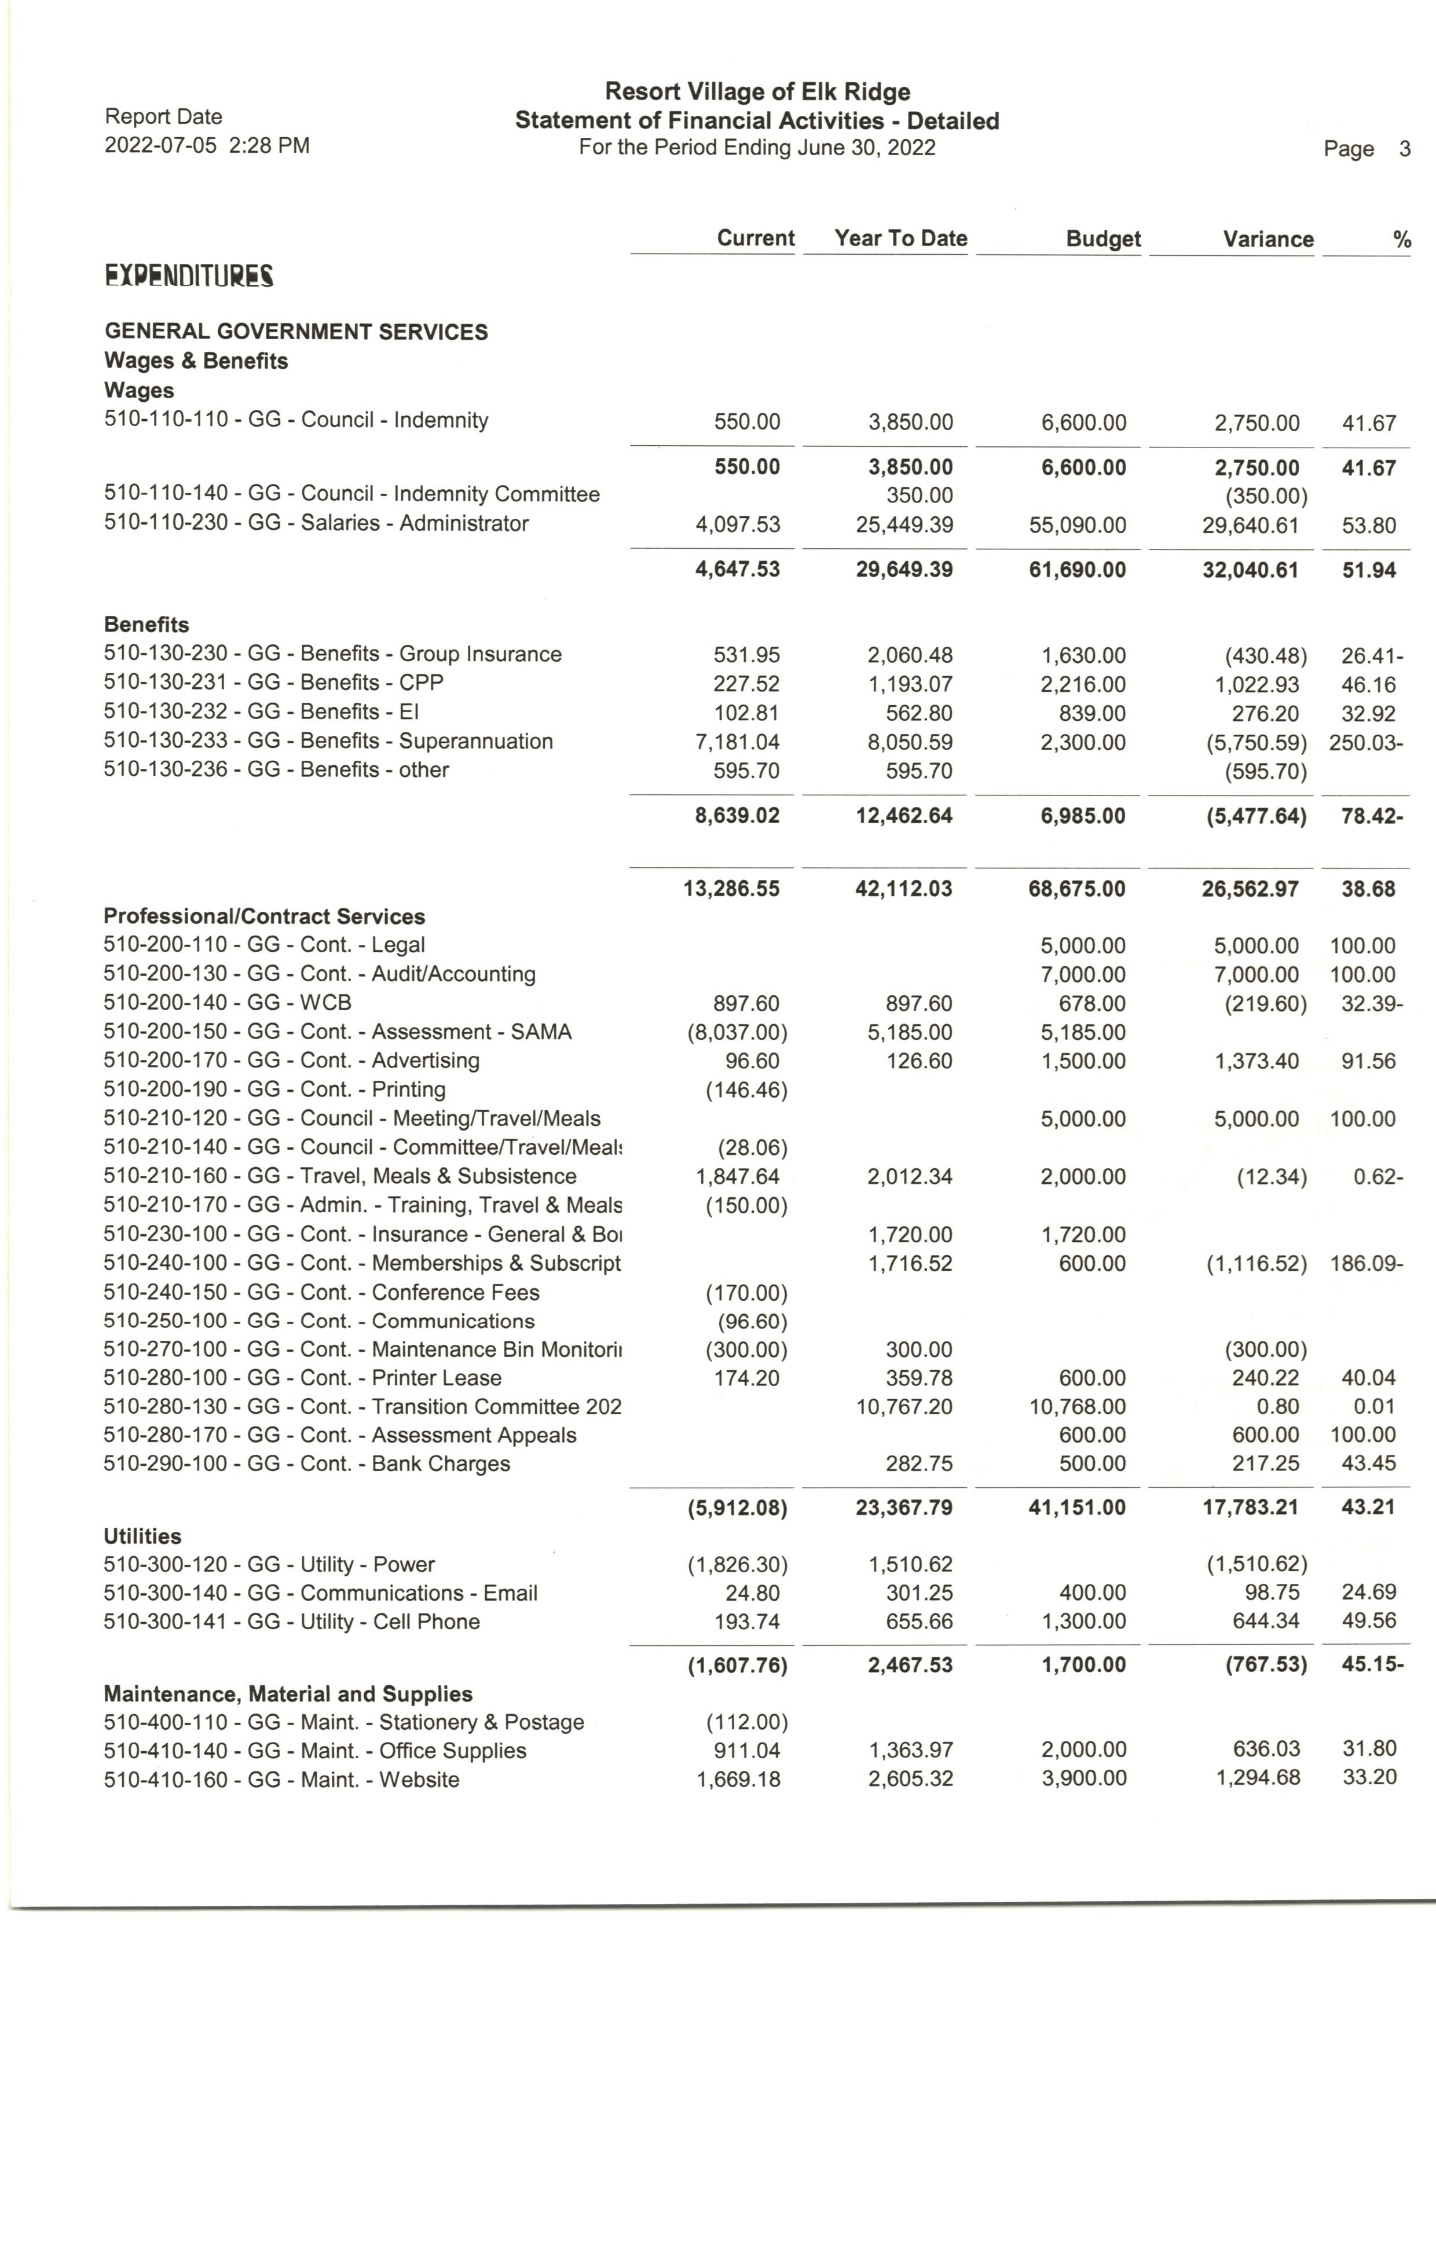 Resort Village of Elk Ridge
Report Date Statement of Financial Activities - Detailed
2022-07-05 2:28 PM For the Period Ending June 30, 2022 Page 3
Current Year To Date Budget Variance %
EXPENDITURES
GENERAL GOVERNMENT SERVICES
Wages & Benefits
Wages
510-110-110 - GG - Council - Indemnity 550.00 3,850.00 6,600.00 2,750.00 41.67
550.00 3,850.00 6,600.00 2,750.00 41.67
510-110-140 - GG - Council - Indemnity Committee 350.00 (350.00)
510-110-230 - GG - Salaries - Administrator 4,097.53 25,449.39 55,090.00 29,640.61 53.80
4,647.53 29,649.39 61,690.00 32,040.61 51.94
Benefits
510-130-230 - GG - Benefits - Group Insurance 531.95 2,060.48 1,630.00 (430.48) 26.41-
510-130-231 - GG - Benefits - CPP 227.52 1,193.07 2,216.00 1,022.93 46.16
510-130-232 - GG - Benefits - EI 102.81 562.80 839.00 276.20 32.92
510-130-233 - GG - Benefits - Superannuation 7,181.04 8,050.59 2,300.00 (5,750.59) 250.03-
510-130-236 - GG - Benefits - other 595.70 595.70 (595.70)
8,639.02 12,462.64 6,985.00 (5,477.64) 78.42-
13,286.55 42,112.03 68,675.00 26,562.97 38.68
Professional/Contract Services
510-200-110 - GG - Cont. - Legal 5,000.00 5,000.00 100.00
510-200-130 - GG - Cont. - Audit/Accounting 7,000.00 7,000.00 100.00
510-200-140 - GG - WCB 897.60 897.60 678.00 (219.60) 32.39-
510-200-150 - GG - Cont. - Assessment - SAMA (8,037.00) 5,185.00 5,185.00
510-200-170 - GG - Cont. - Advertising 96.60 126.60 1,500.00 1,373.40 91.56
510-200-190 - GG - Cont. - Printing (146.46)
510-210-120 - GG - Council - Meeting/Travel/Meals 5,000.00 5,000.00 100.00
510-210-140 - GG - Council - Committee/Travel/Meals (28.06)
510-210-160 - GG - Travel, Meals & Subsistence 1,847.64 2,012.34 2,000.00 (12.34) 0.62-
510-210-170 - GG - Admin. - Training, Travel & Meals (150.00)
510-230-100 - GG - Cont. - Insurance - General & Bo 1,720.00 1,720.00
510-240-100 - GG - Cont. - Memberships & Subscript 1,716.52 600.00 (1,116.52) 186.09-
510-240-150 - GG - Cont. - Conference Fees (170.00)
510-250-100 - GG - Cont. - Communications (96.60)
510-270-100 - GG - Cont. - Maintenance Bin Monitori (300.00) 300.00 (300.00)
510-280-100 - GG - Cont. - Printer Lease 174.20 359.78 600.00 240.22 40.04
510-280-130 - GG - Cont. - Transition Committee 202 10,767.20 10,768.00 0.80 0.01
510-280-170 - GG - Cont. - Assessment Appeals 600.00 600.00 100.00
510-290-100 - GG - Cont. - Bank Charges 282.75 500.00 217.25 43.45
(5,912.08) 23,367.79 41,151.00 17,783.21 43.21
Utilities
510-300-120 - GG - Utility - Power (1,826.30) 1,510.62 (1,510.62)
510-300-140 - GG - Communications - Email 24.80 301.25 400.00 98.75 24.69
510-300-141 - GG - Utility - Cell Phone 193.74 655.66 1,300.00 644.34 49.56
(1,607.76) 2,467.53 1,700.00 (767.53) 45.15-
Maintenance, Material and Supplies
510-400-110 - GG - Maint. - Stationery & Postage (112.00)
510-410-140 - GG - Maint. - Office Supplies 911.04 1,363.97 2,000.00 636.03 31.80
510-410-160 - GG - Maint. - Website 1,669.18 2,605.32 3,900.00 1,294.68 33.20